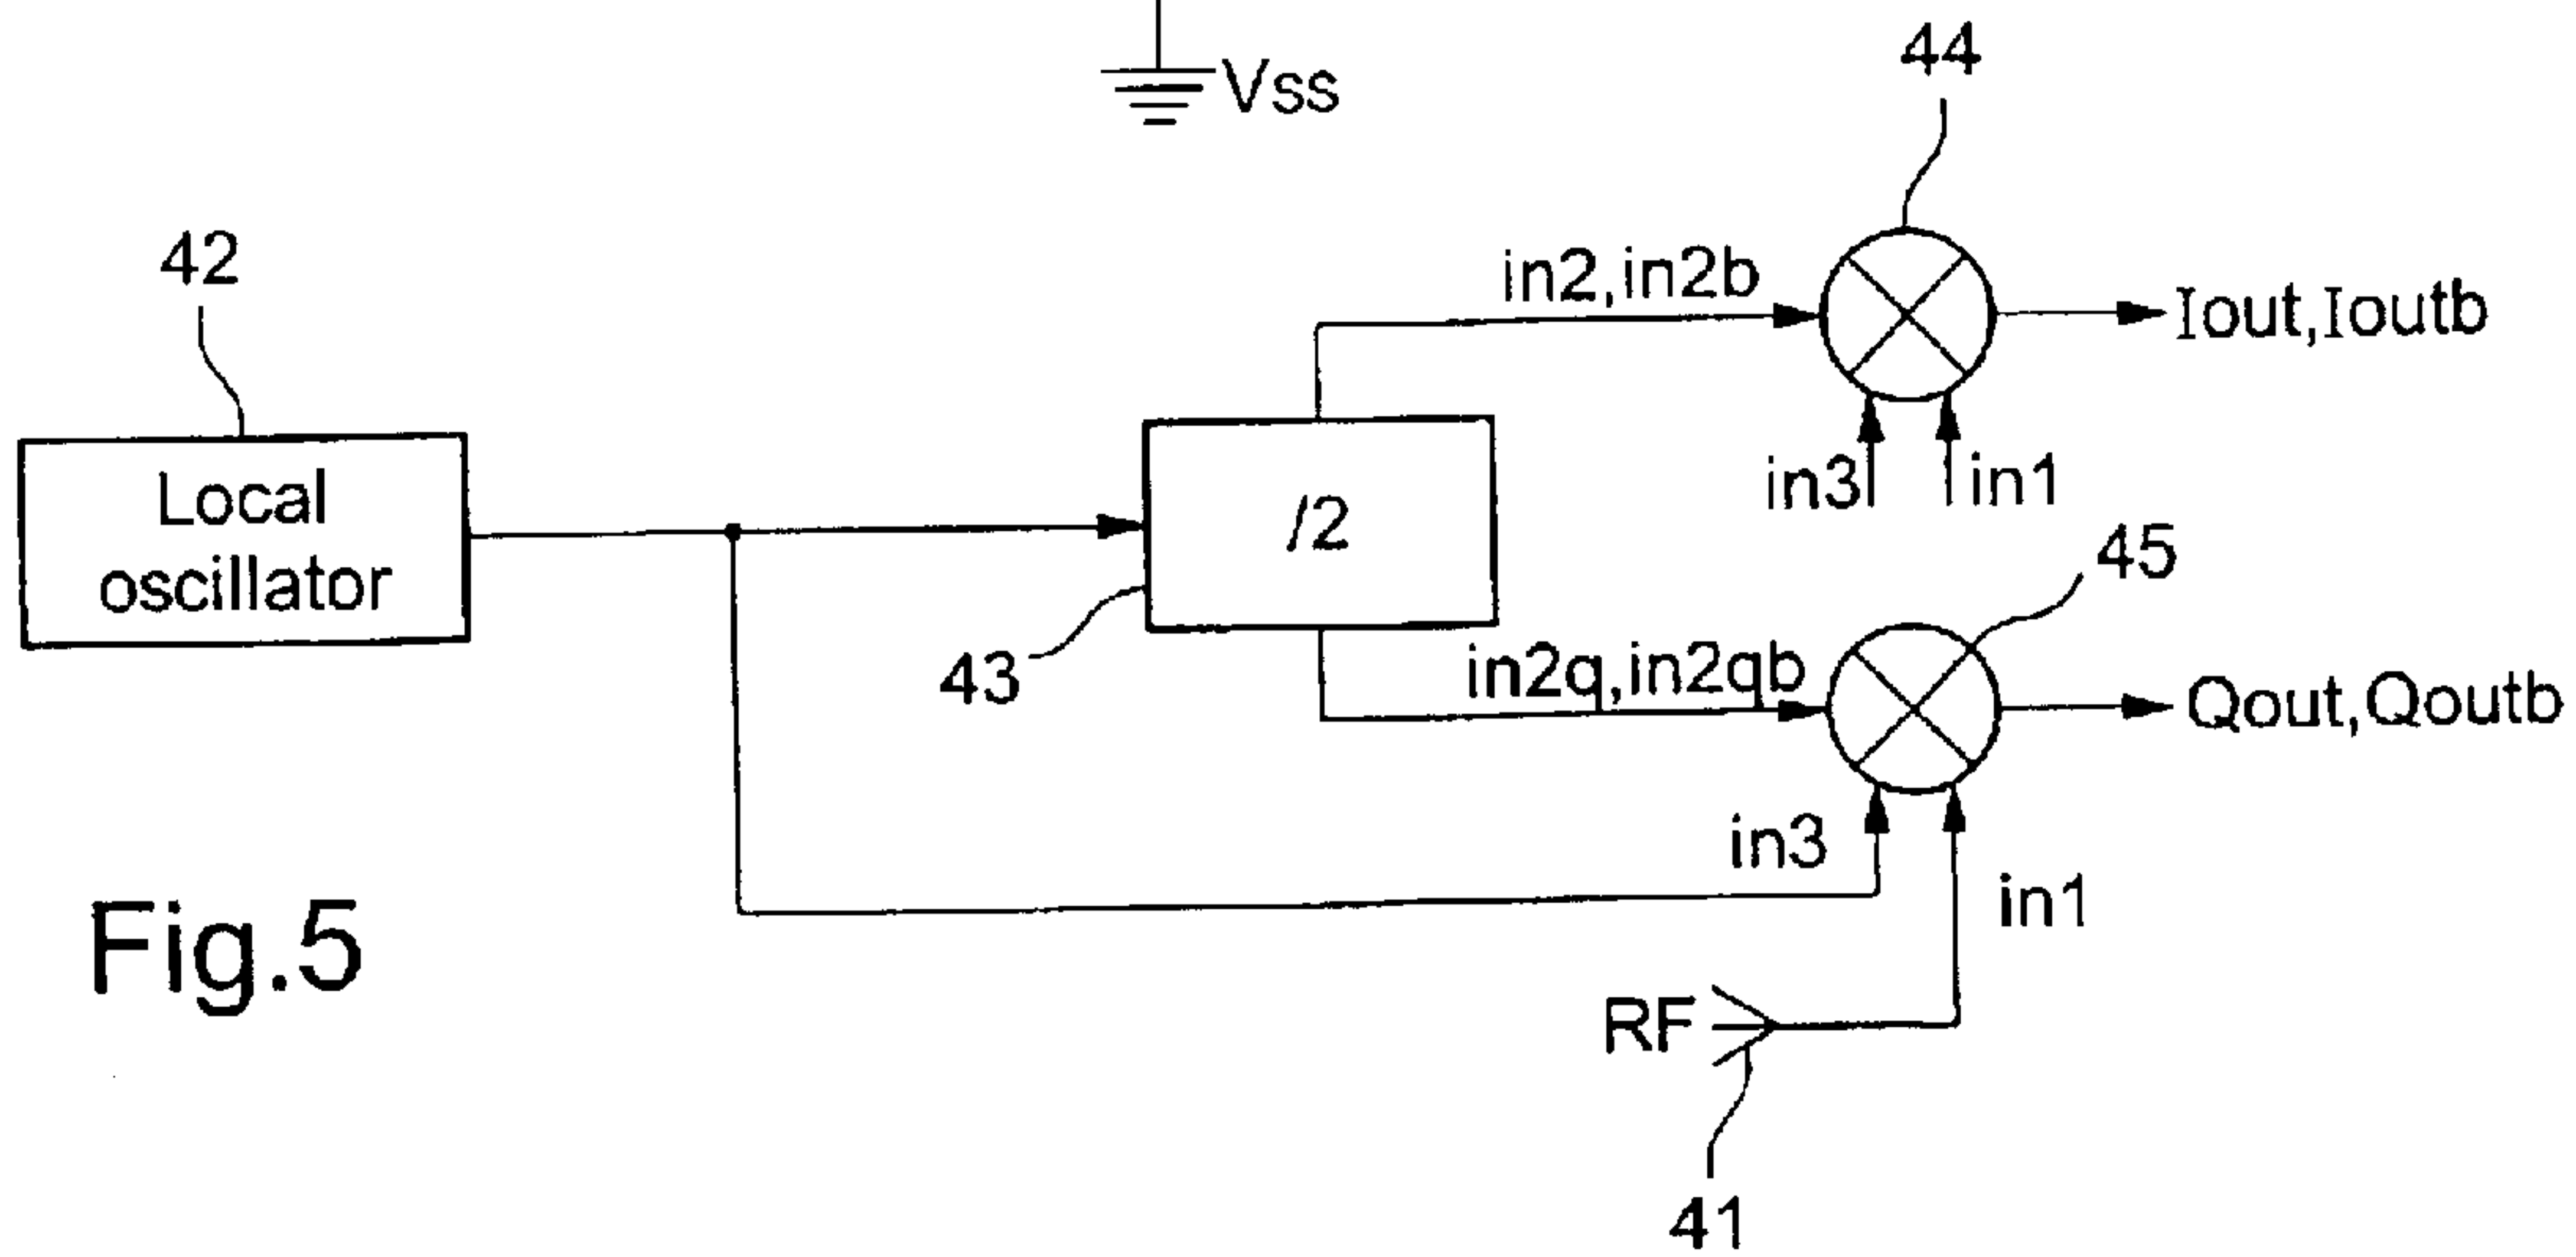 Vss
44
42
in2,in2b
Iout,Ioutb
Local
oscillator
/2
in3
in1
45
43
in2q,in2qb
Qout,Qoutb
in3
in1
Fig.5
RF
41